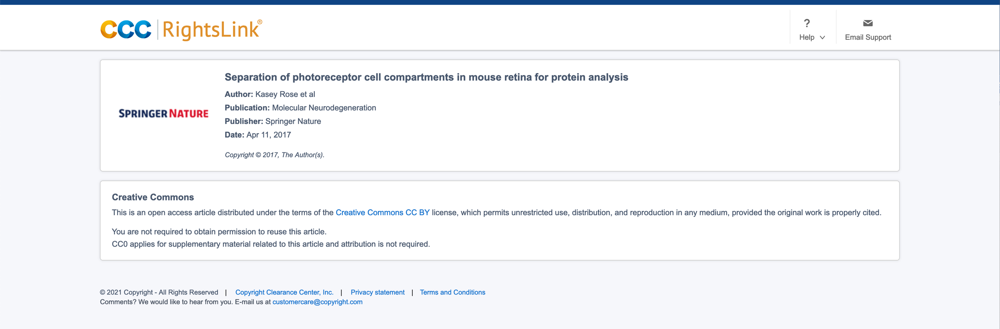 CCC RightsLink®
? Help
Email Support
Separation of photoreceptor cell compartments in mouse retina for protein analysis
Author: Kasey Rose et al
Publication: Molecular Neurodegeneration
SPRINGER NATURE
Publisher: Springer Nature
Date: Apr 11, 2017
Copyright © 2017, The Author(s).
Creative Commons
This is an open access article distributed under the terms of the Creative Commons CC BY license, which permits unrestricted use, distribution, and reproduction in any medium, provided the original work is properly cited.
You are not required to obtain permission to reuse this article.
CC0 applies for supplementary material related to this article and attribution is not required.
© 2021 Copyright - All Rights Reserved | Copyright Clearance Center, Inc. | Privacy statement | Terms and Conditions
Comments? We would like to hear from you. E-mail us at customercare@copyright.com